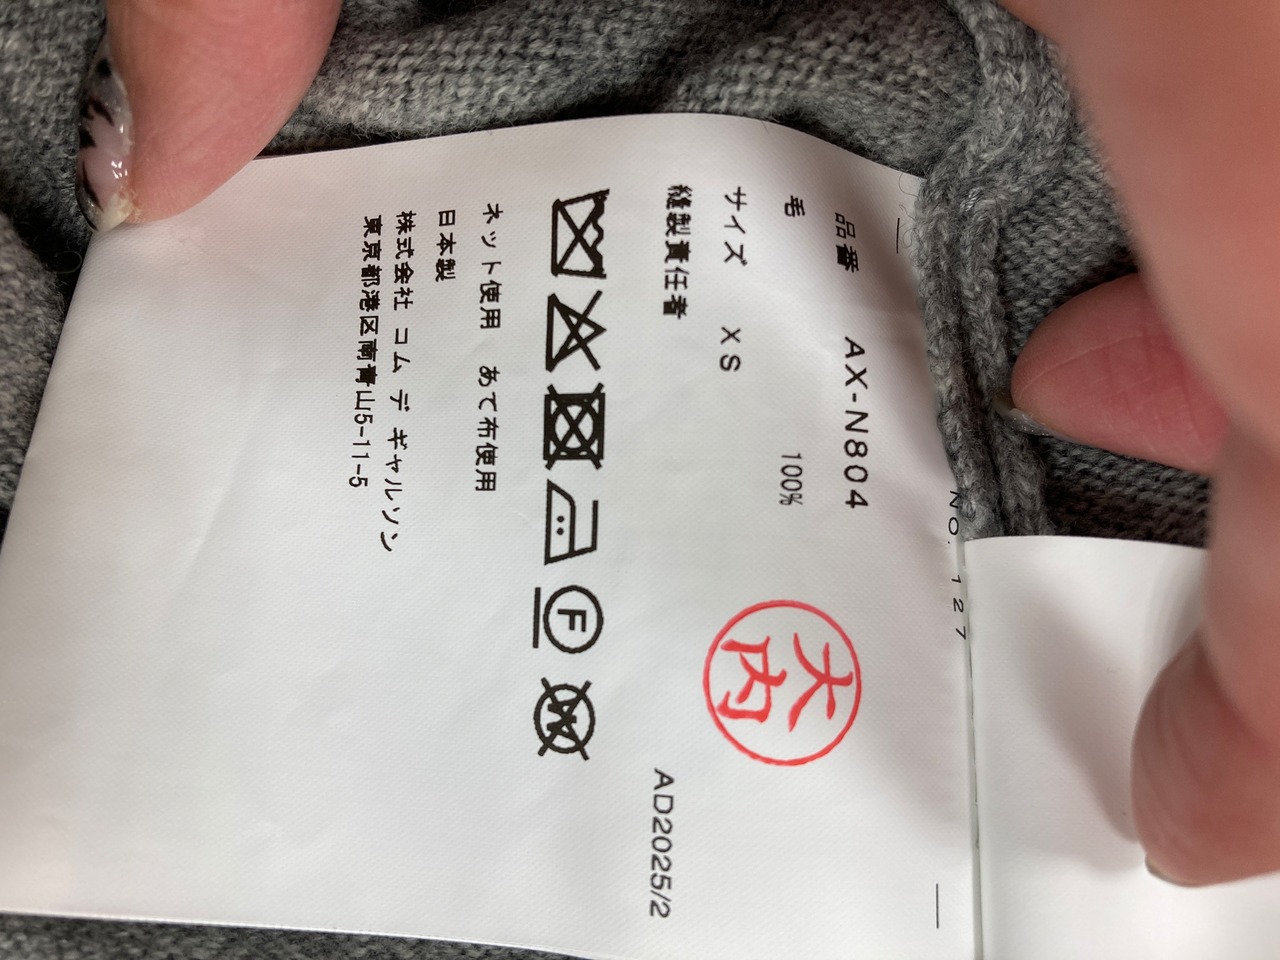 NO. 127
品番 AX-N804
毛 100%
サイズ XS
縫製責任者
大内
AD2025/2
F
W
ネット使用 あて布使用
日本製
株式会社 コム デ ギャルソン
東京都港区南青山5-11-5